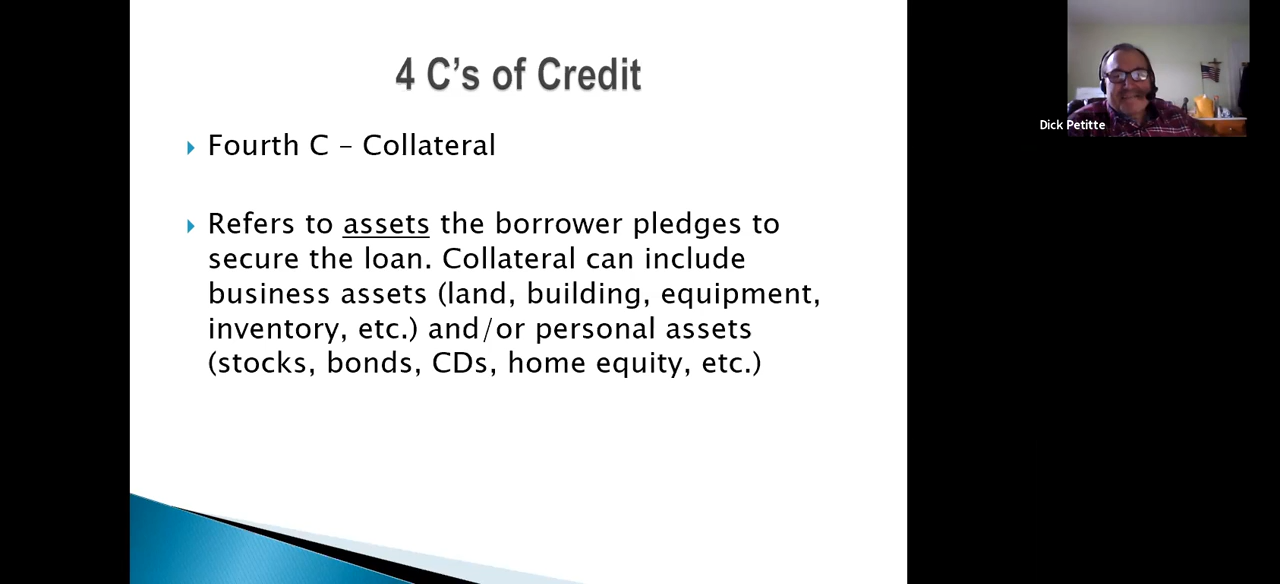 4 C’s of Credit
Fourth C – Collateral
Refers to assets the borrower pledges to
secure the loan. Collateral can include
business assets (land, building, equipment,
inventory, etc.) and/or personal assets
(stocks, bonds, CDs, home equity, etc.)
Dick Petitte